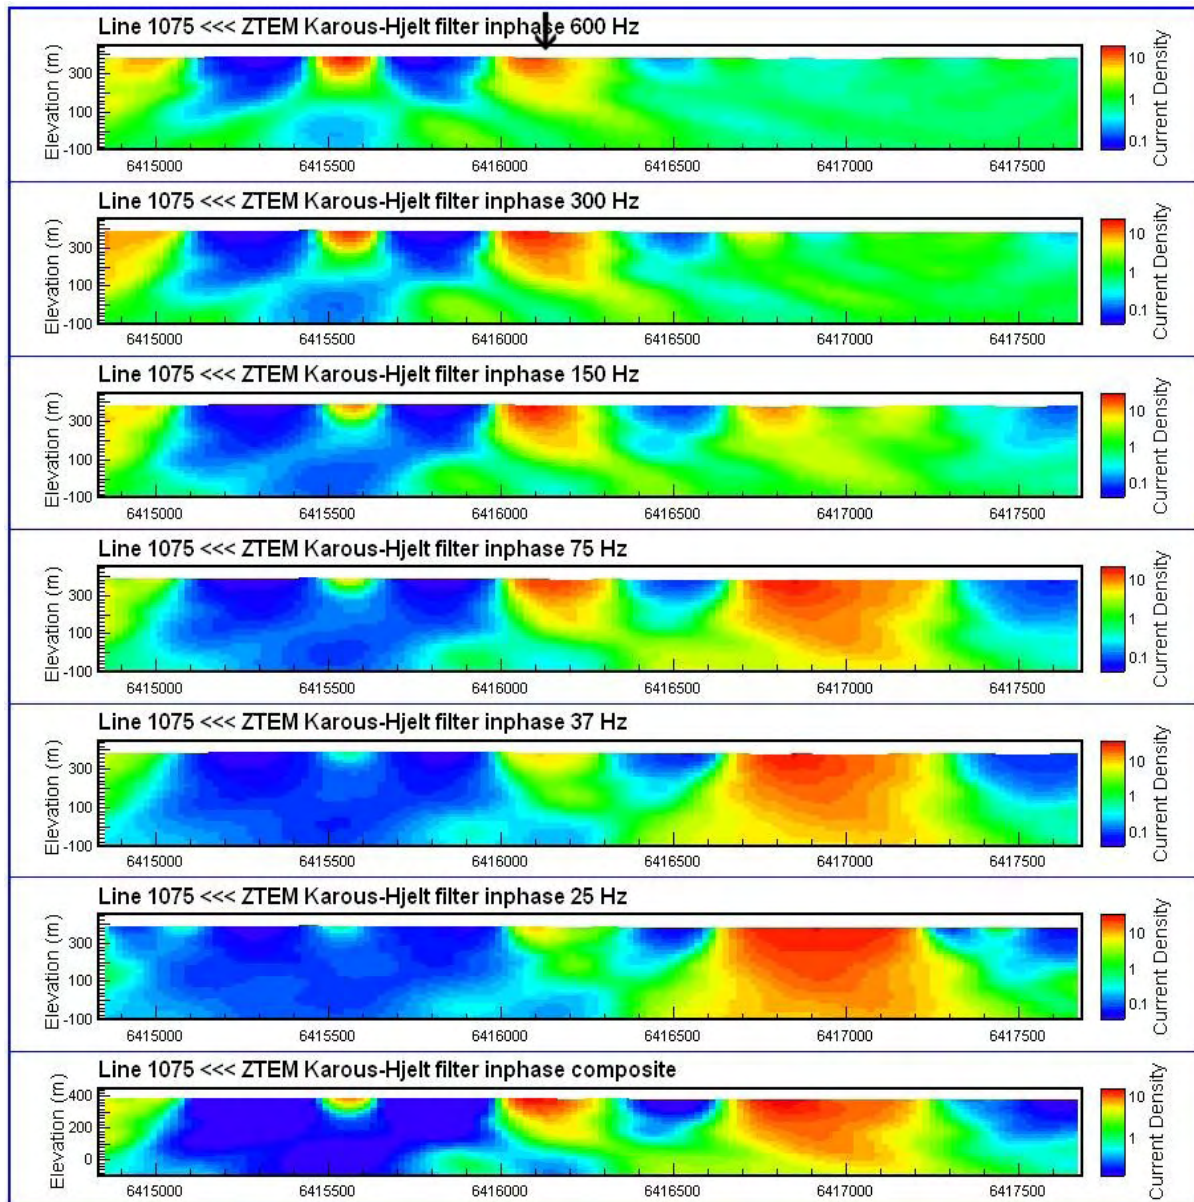 Line 1075 <<< ZTEM Karous-Hjelt filter inphase 600 Hz
Elevation (m)
300
100
-100
6415000 6415500 6416000 6416500 6417000 6417500
10
1
0.1
Current Density
Line 1075 <<< ZTEM Karous-Hjelt filter inphase 300 Hz
Elevation (m)
300
100
-100
6415000 6415500 6416000 6416500 6417000 6417500
10
1
0.1
Current Density
Line 1075 <<< ZTEM Karous-Hjelt filter inphase 150 Hz
Elevation (m)
300
100
-100
6415000 6415500 6416000 6416500 6417000 6417500
10
1
0.1
Current Density
Line 1075 <<< ZTEM Karous-Hjelt filter inphase 75 Hz
Elevation (m)
300
100
-100
6415000 6415500 6416000 6416500 6417000 6417500
10
1
0.1
Current Density
Line 1075 <<< ZTEM Karous-Hjelt filter inphase 37 Hz
Elevation (m)
300
100
-100
6415000 6415500 6416000 6416500 6417000 6417500
10
1
0.1
Current Density
Line 1075 <<< ZTEM Karous-Hjelt filter inphase 25 Hz
Elevation (m)
300
100
-100
6415000 6415500 6416000 6416500 6417000 6417500
10
1
0.1
Current Density
Line 1075 <<< ZTEM Karous-Hjelt filter inphase composite
Elevation (m)
400
200
0
6415000 6415500 6416000 6416500 6417000 6417500
10
1
Current Density